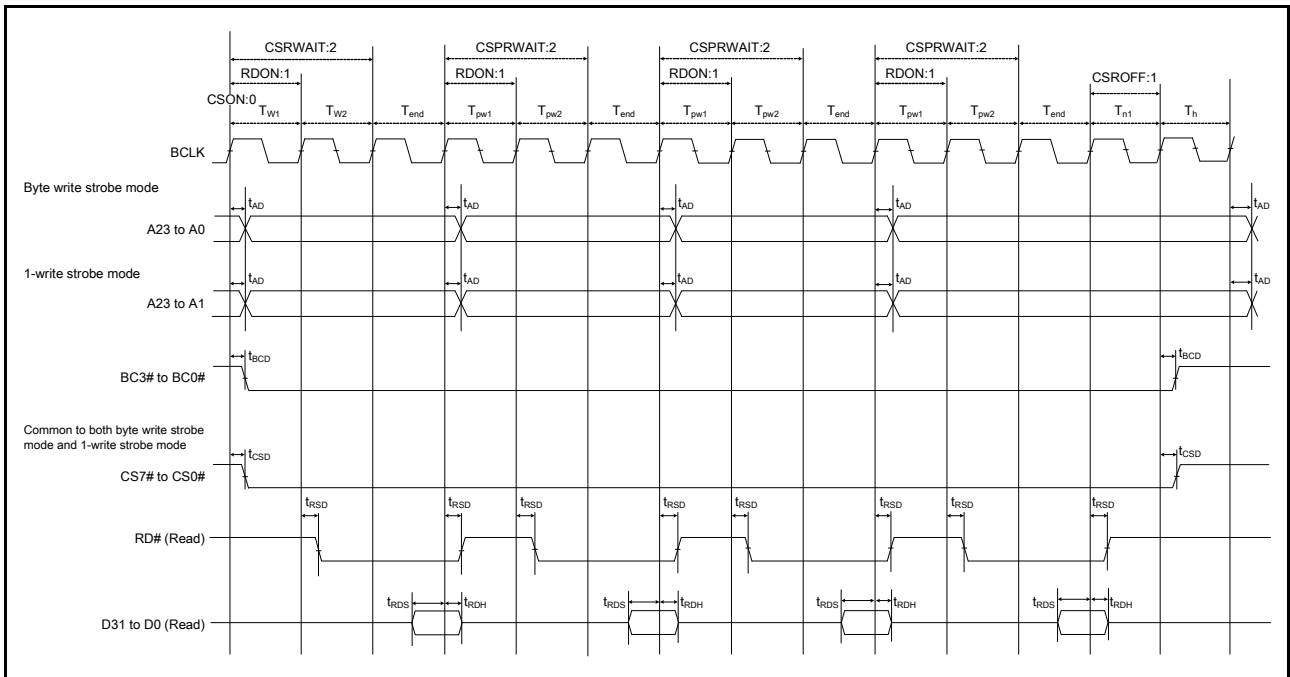 CSRWAIT:2 CSPRWAIT:2 CSPRWAIT:2 CSPRWAIT:2
RDON:1 RDON:1 RDON:1 RDON:1 CSROFF:1
CSON:0
TW1 TW2 Tend Tpw1 Tpw2 Tend Tpw1 Tpw2 Tend Tpw1 Tpw2 Tend Tn1 Th
BCLK
Byte write strobe mode
tAD tAD tAD tAD tAD
A23 to A0
1-write strobe mode
tAD tAD tAD tAD tAD
A23 to A1
tBCD tBCD
BC3# to BC0#
Common to both byte write strobe
mode and 1-write strobe mode
tCSD tCSD
CS7# to CS0#
tRSD tRSD tRSD tRSD tRSD tRSD tRSD tRSD
RD# (Read)
tRDS tRDH tRDS tRDH tRDS tRDH tRDS tRDH
D31 to D0 (Read)